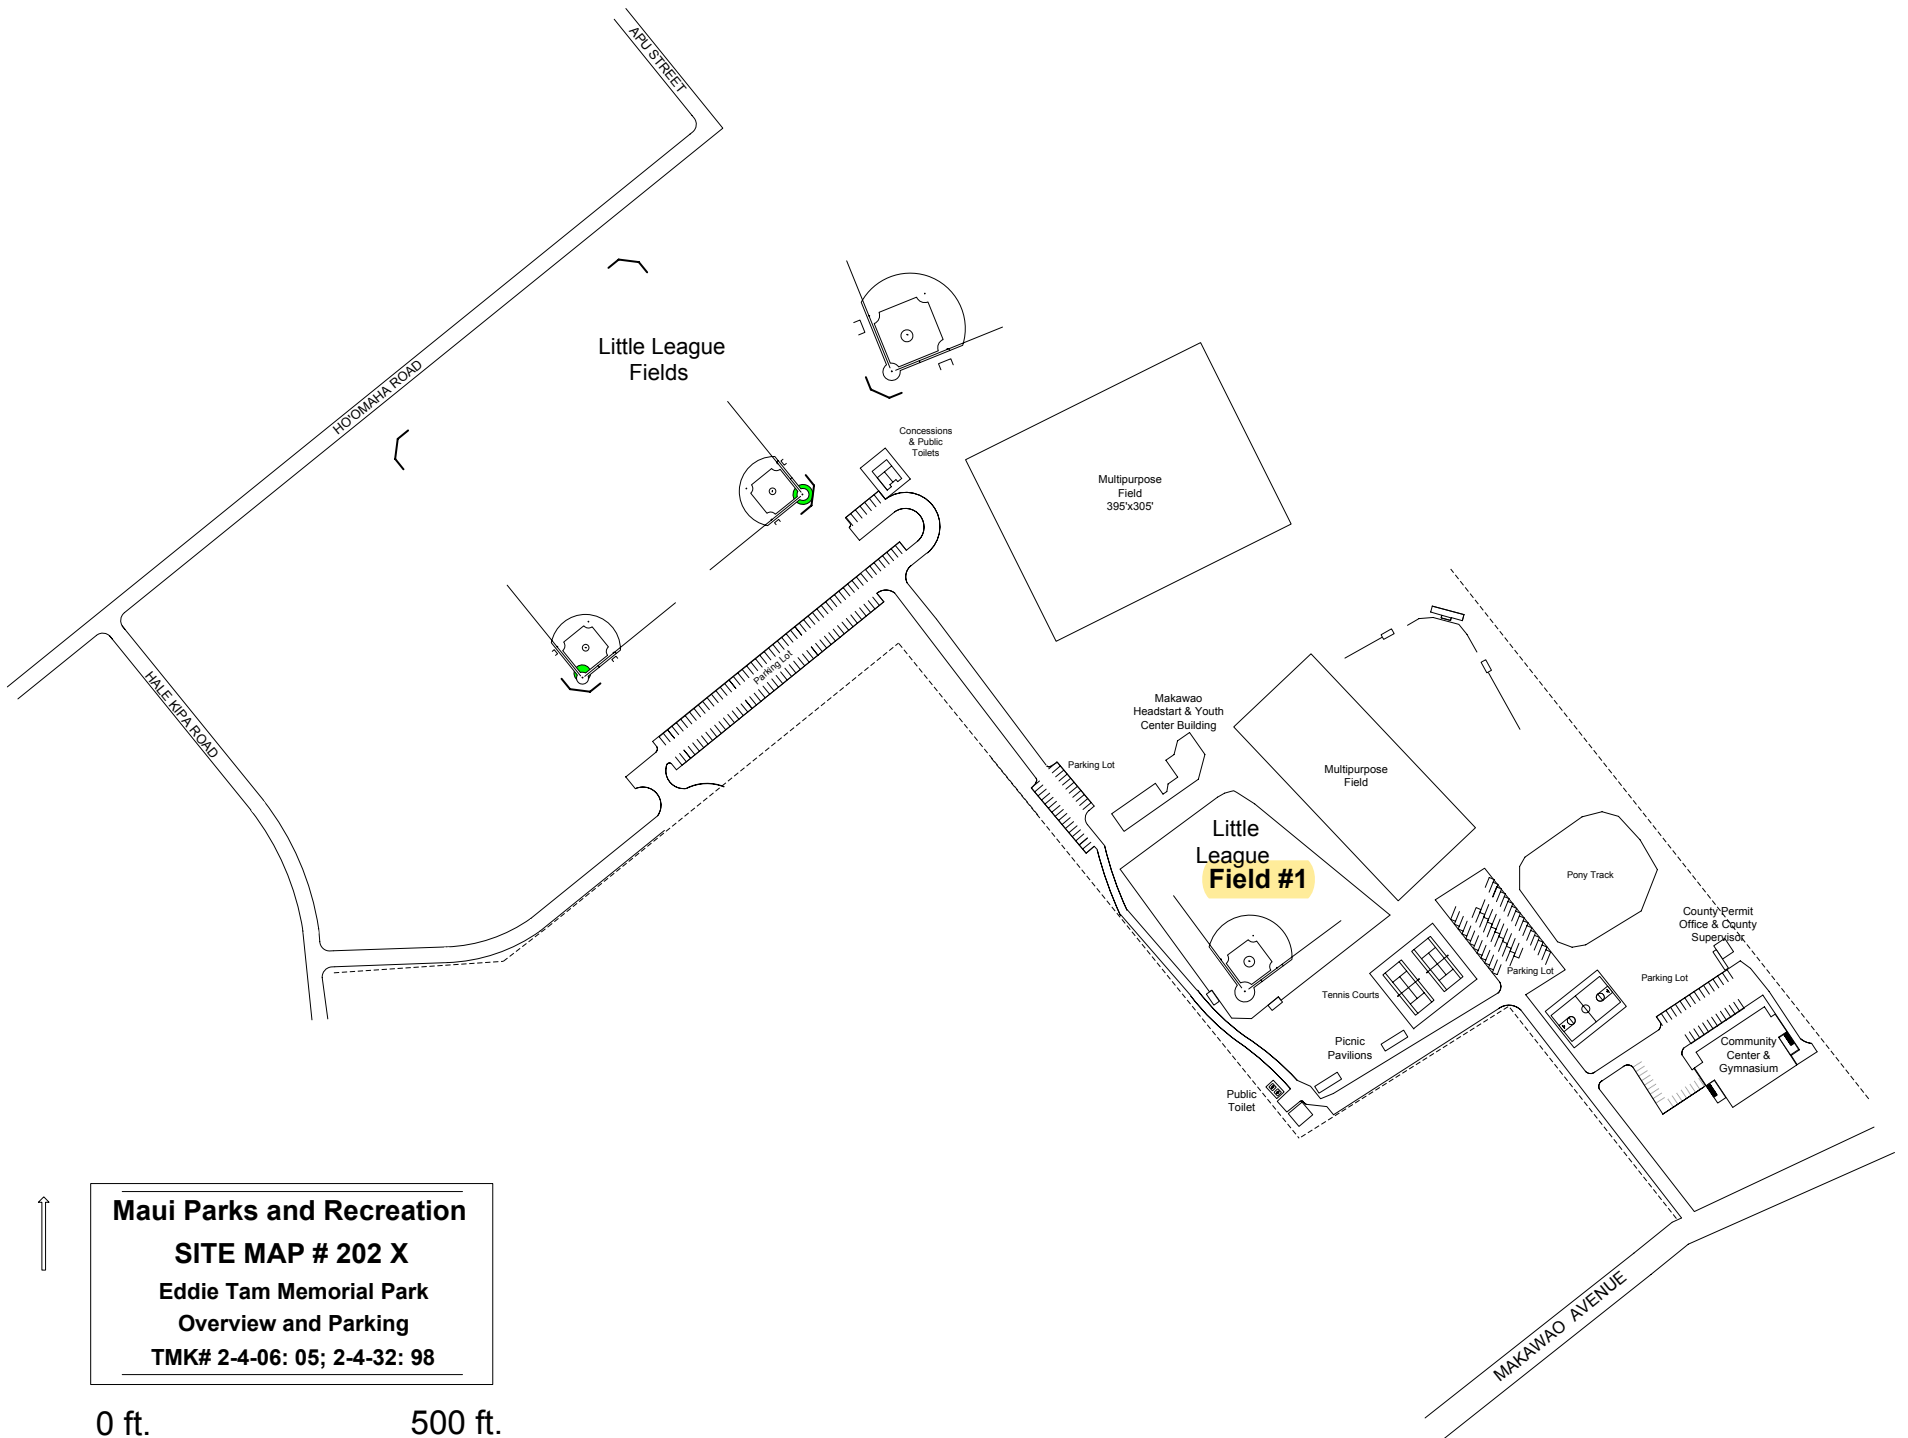 APU STREET
HO'OMAHA ROAD
HALE KIPA ROAD
Little League
Fields
Concessions
& Public
Toilets
Multipurpose
Field
395'x305'
Parking Lot
Makawao
Headstart & Youth
Center Building
Parking Lot
Multipurpose
Field
Little
League
Field #1
Pony Track
County Permit
Office & County
Supervisor
Parking Lot
Parking Lot
Tennis Courts
Picnic
Pavilions
Community
Center &
Gymnasium
Public
Toilet
MAKAWAO AVENUE
Maui Parks and Recreation
SITE MAP # 202 X
Eddie Tam Memorial Park
Overview and Parking
TMK# 2-4-06: 05; 2-4-32: 98
0 ft.
500 ft.